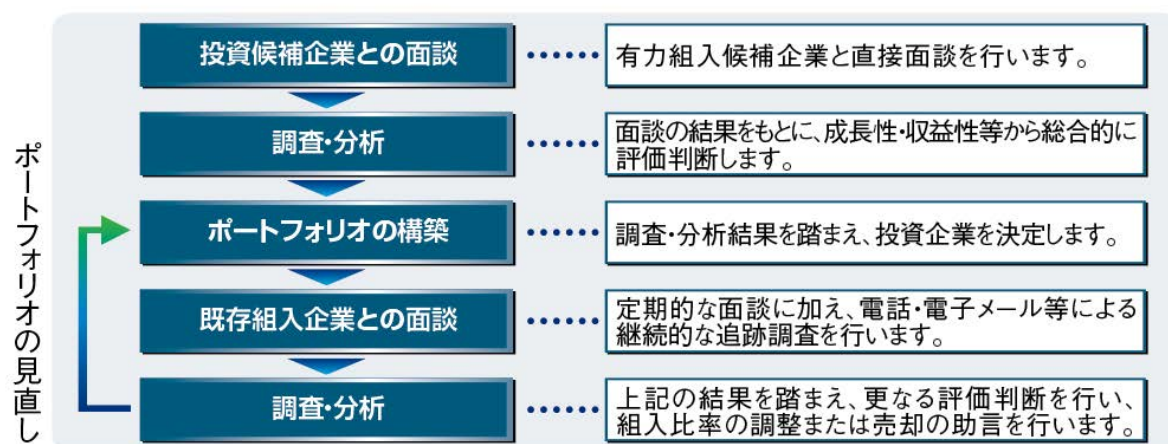 投資候補企業との面談
有力組入候補企業と直接面談を行います。
調査・分析
面談の結果をもとに、成長性・収益性等から総合的に
評価判断します。
ポートフォリオの構築
調査・分析結果を踏まえ、投資企業を決定します。
既存組入企業との面談
定期的な面談に加え、電話・電子メール等による
継続的な追跡調査を行います。
調査・分析
上記の結果を踏まえ、更なる評価判断を行い、
組入比率の調整または売却の助言を行います。
ポートフォリオの見直し